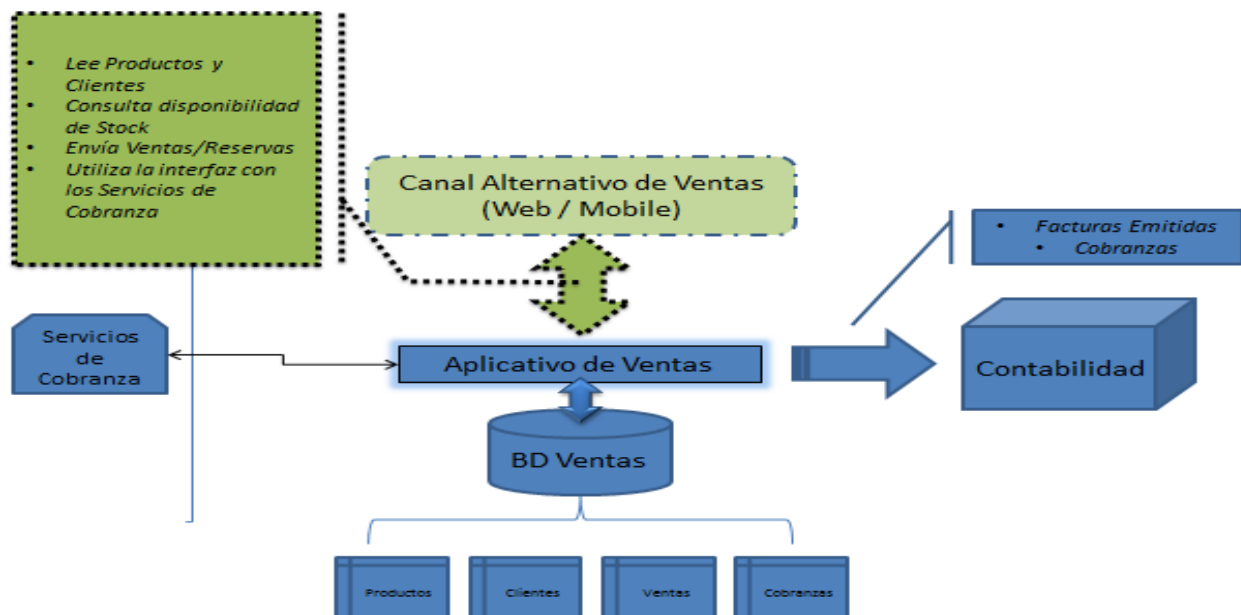 • Lee Productos y
Clientes
• Consulta disponibilidad
de Stock
• Envía Ventas/Reservas
• Utiliza la interfaz con
los Servicios de
Cobranza
Canal Alternativo de Ventas
(Web / Mobile)
• Facturas Emitidas
• Cobranzas
Servicios
de
Cobranza
Aplicativo de Ventas
Contabilidad
BD Ventas
Productos
Clientes
Ventas
Cobranzas